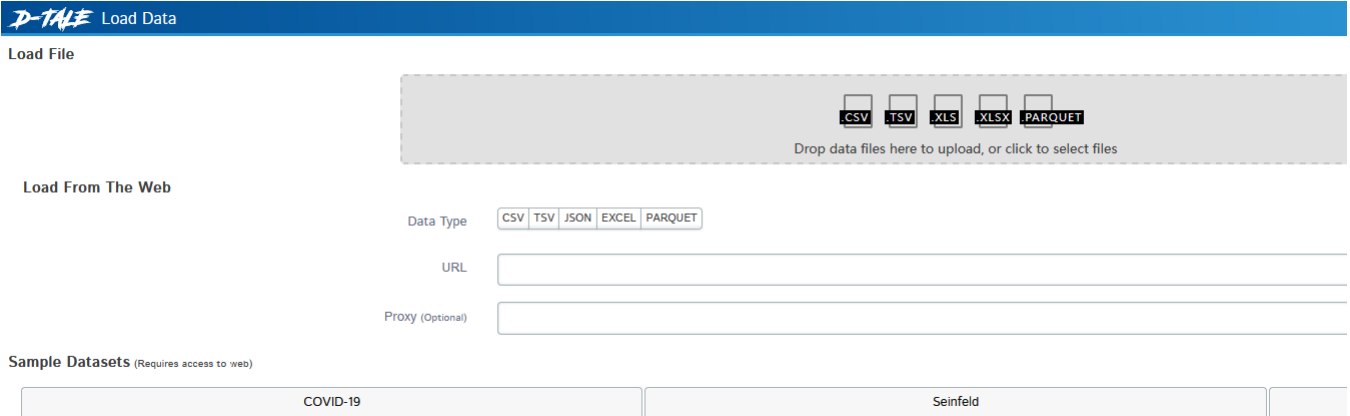 D-TALE Load Data
Load File
.CSV .TSV .XLS .XLSX .PARQUET
Drop data files here to upload, or click to select files
Load From The Web
Data Type CSV TSV JSON EXCEL PARQUET
URL
Proxy (Optional)
Sample Datasets (Requires access to web)
COVID-19 Seinfeld